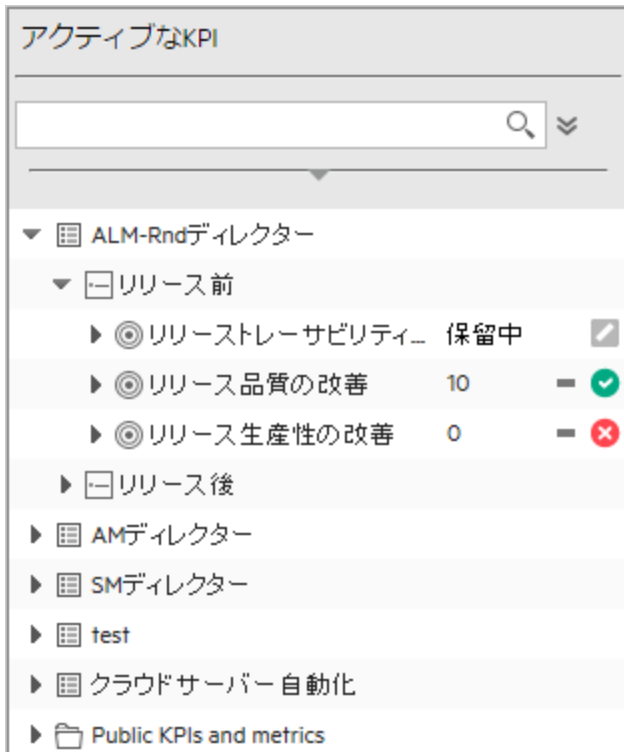 アクティブなKPI
ALM-Rndディレクター
リリース前
リリーストレーサビリティ... 保留中
リリース品質の改善 10
リリース生産性の改善 0
リリース後
AMディレクター
SMディレクター
test
クラウドサーバー自動化
Public KPIs and metrics